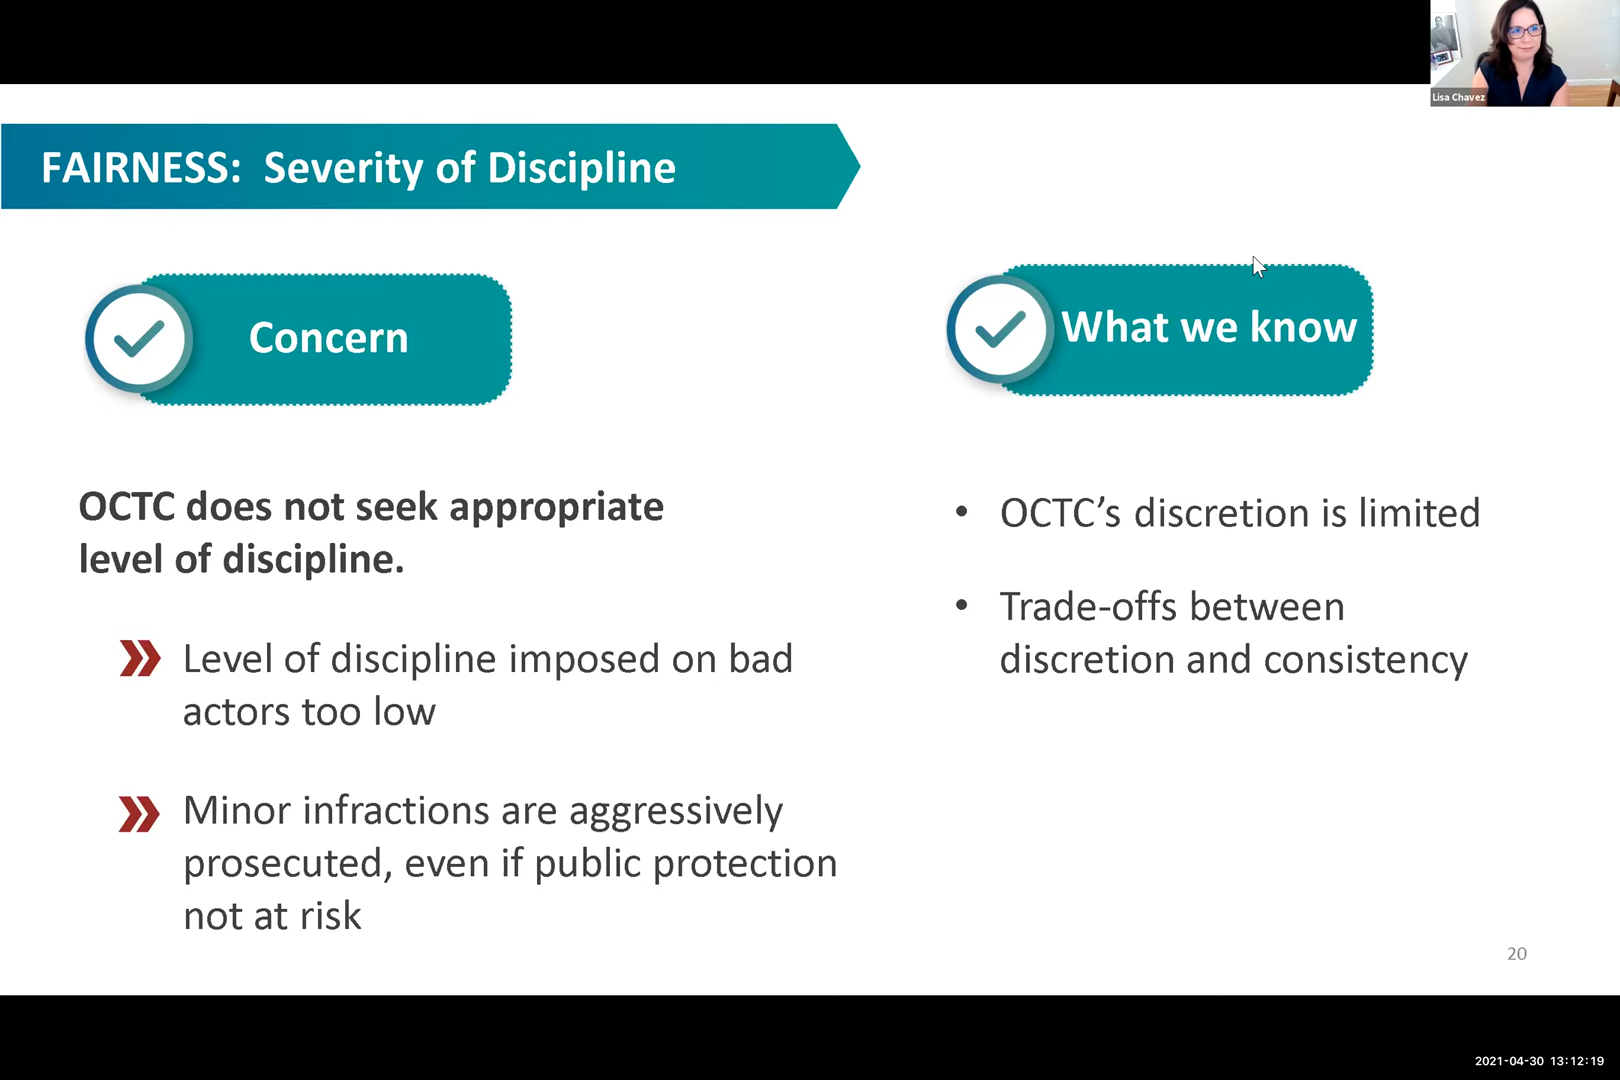 Lisa Chavez
FAIRNESS: Severity of Discipline
Concern
What we know
OCTC does not seek appropriate
level of discipline.
Level of discipline imposed on bad
actors too low
Minor infractions are aggressively
prosecuted, even if public protection
not at risk
• OCTC’s discretion is limited
• Trade-offs between
discretion and consistency
20
2021-04-30 13:12:19